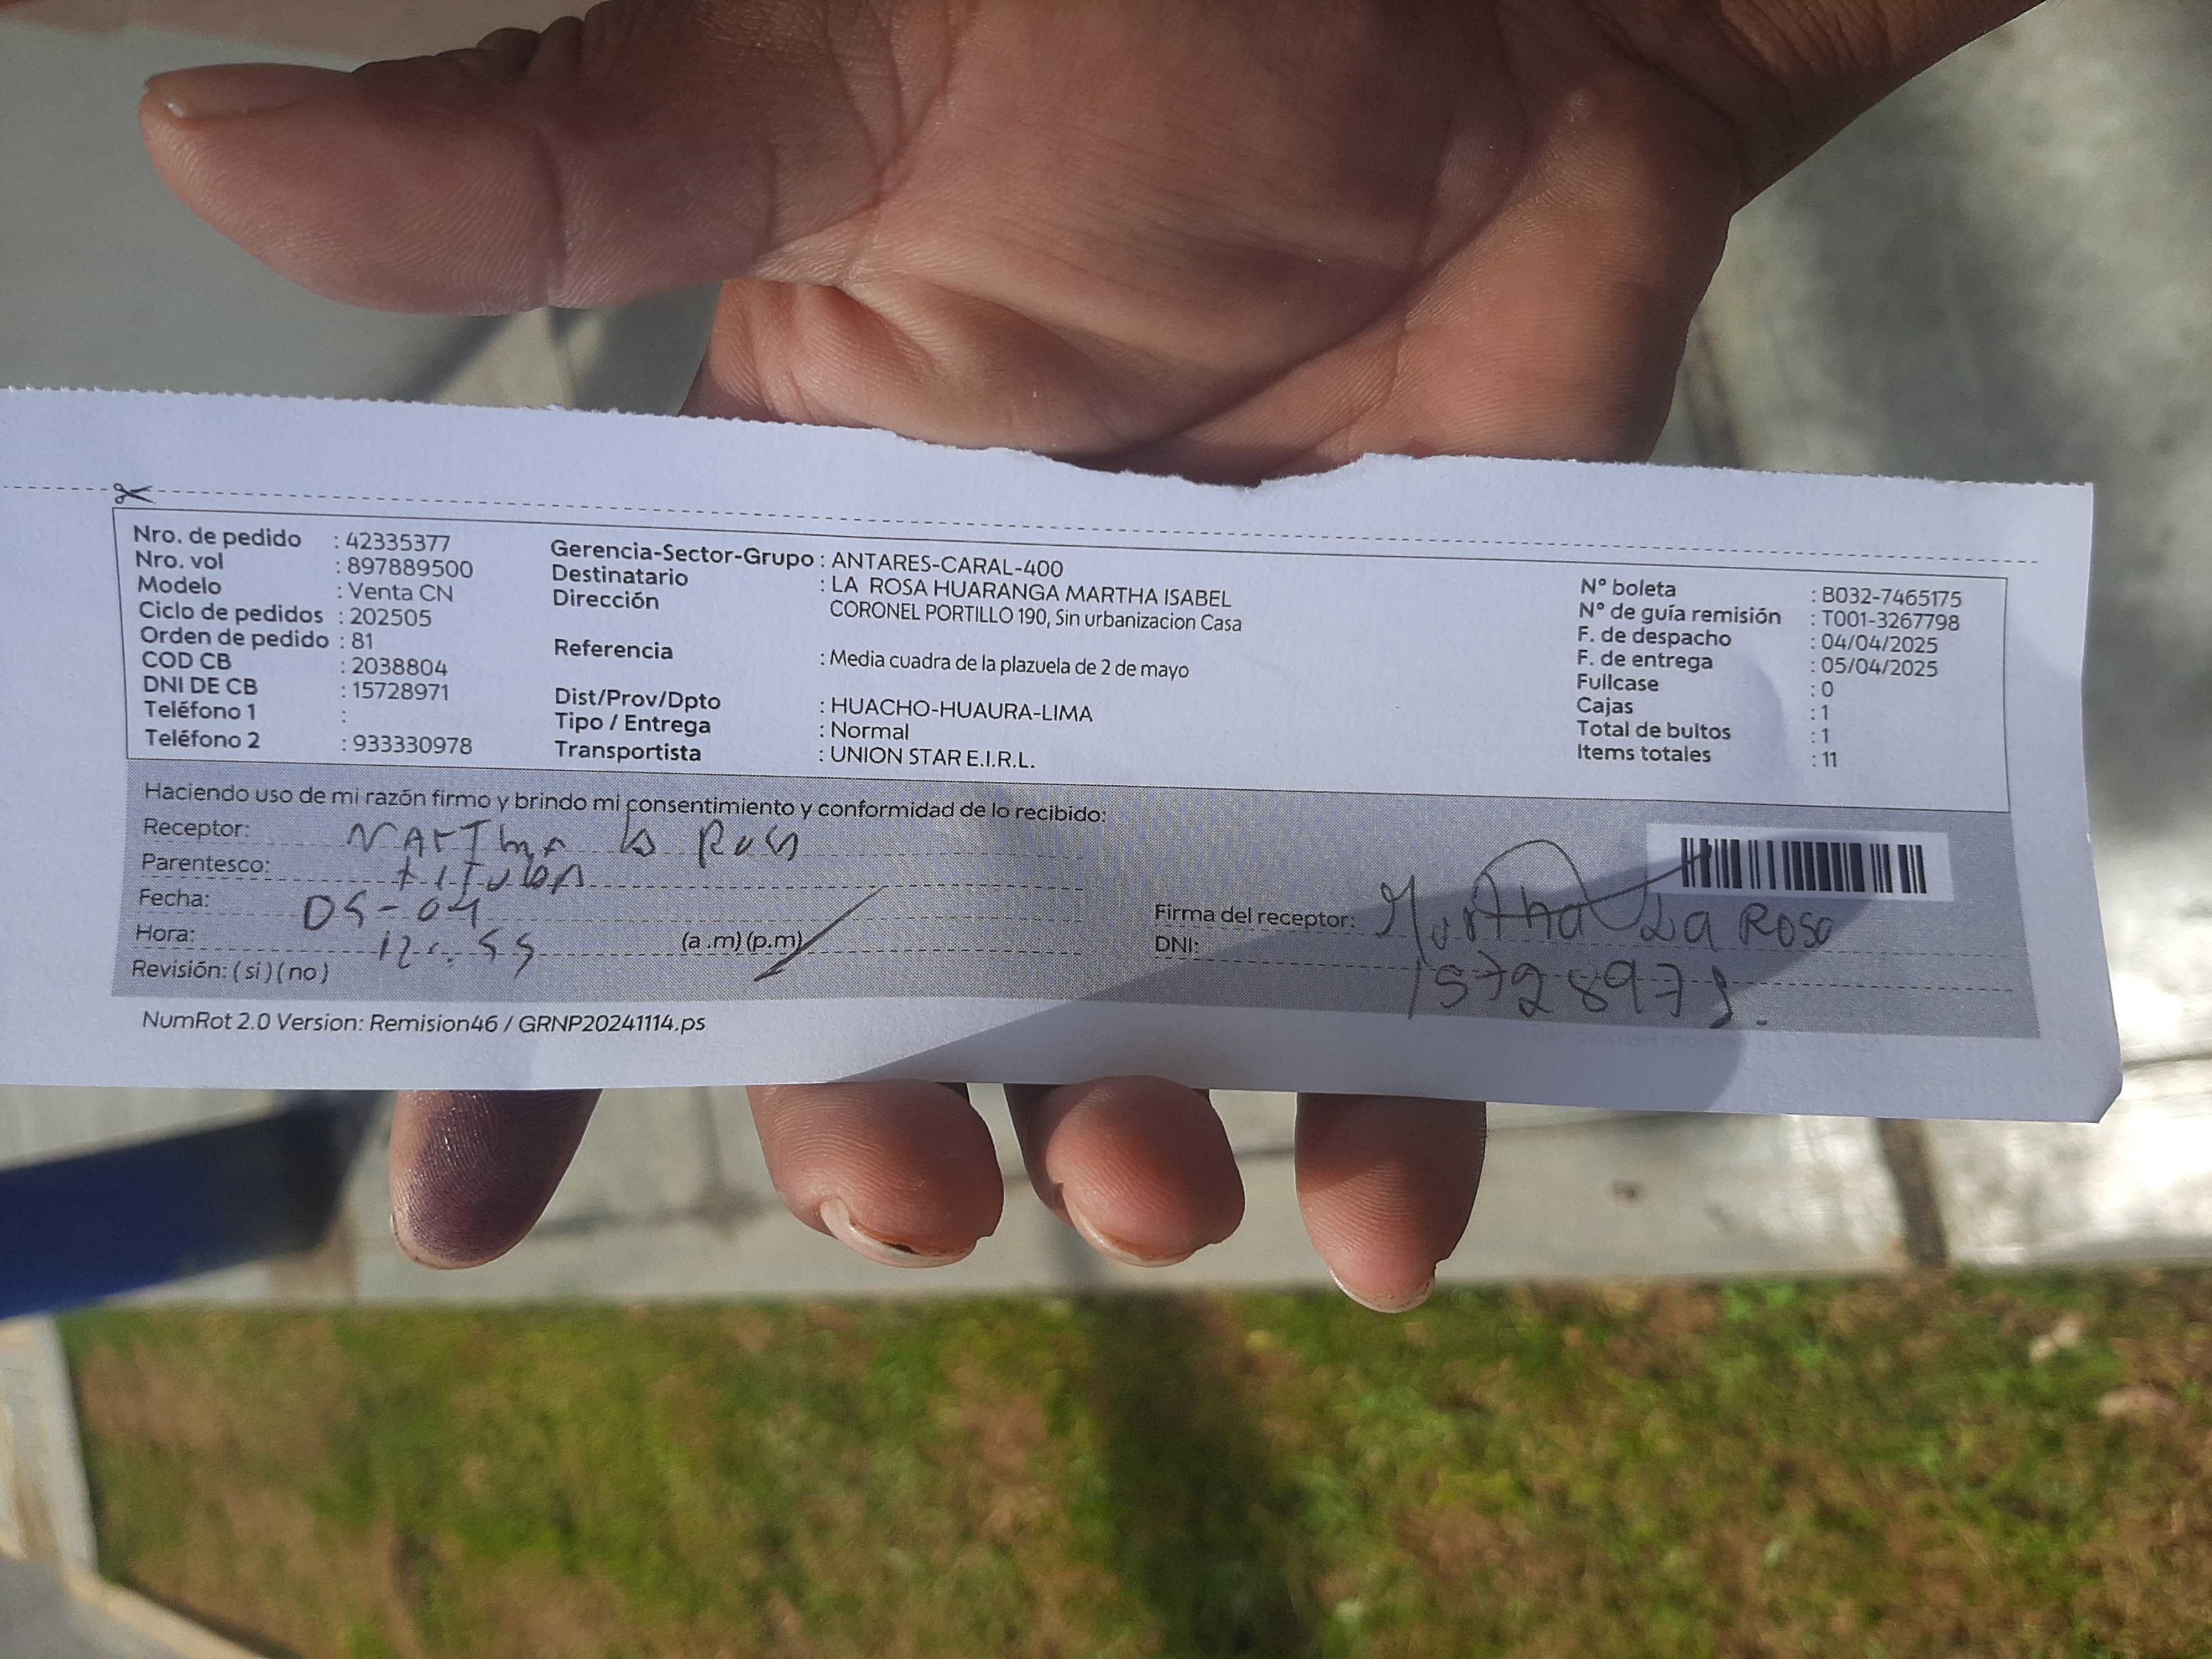 Nro. de pedido : 42335377
Nro. vol : 897889500
Modelo : Venta CN
Ciclo de pedidos : 202505
Orden de pedido : 81
COD CB : 2038804
DNI DE CB : 15728971
Teléfono 1 :
Teléfono 2 : 933330978
Gerencia-Sector-Grupo : ANTARES-CARAL-400
Destinatario : LA ROSA HUARANGA MARTHA ISABEL
Dirección CORONEL PORTILLO 190, Sin urbanizacion Casa
Referencia : Media cuadra de la plazuela de 2 de mayo
Dist/Prov/Dpto : HUACHO-HUAURA-LIMA
Tipo / Entrega : Normal
Transportista : UNION STAR E.I.R.L.
N° boleta : B032-7465175
N° de guía remisión : T001-3267798
F. de despacho : 04/04/2025
F. de entrega : 05/04/2025
Fullcase : 0
Cajas : 1
Total de bultos : 1
Items totales : 11
Haciendo uso de mi razón firmo y brindo mi consentimiento y conformidad de lo recibido:
Receptor: Martha la Rosa
Parentesco: titular
Fecha: 05-04
Hora: 12:55 (a .m) (p.m)
Revisión: ( si ) ( no )
Firma del receptor: Martha La Rosa
DNI: 15728971.
NumRot 2.0 Version: Remision46 / GRNP20241114.ps